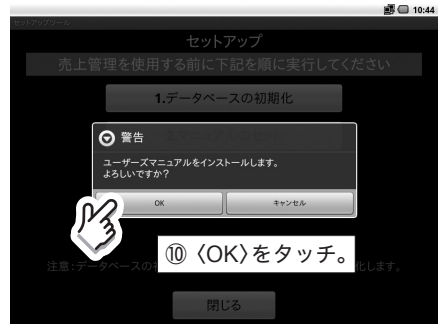 10:44
セットアップツール
セットアップ
売上管理を使用する前に下記を順に実行してください
1.データベースの初期化
警告
ユーザーズマニュアルをインストールします。
よろしいですか？
OK
キャンセル
⑩〈OK〉をタッチ。
注意:データベースの 化します。
閉じる